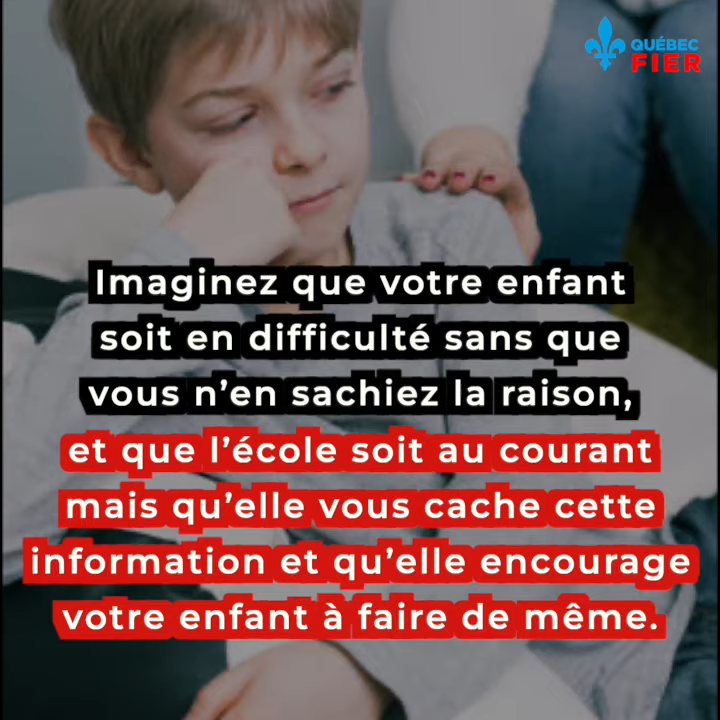 QUÉBEC
FIER
Imaginez que votre enfant
soit en difficulté sans que
vous n'en sachiez la raison,
et que l'école soit au courant
mais qu'elle vous cache cette
information et qu'elle encourage
votre enfant à faire de même.